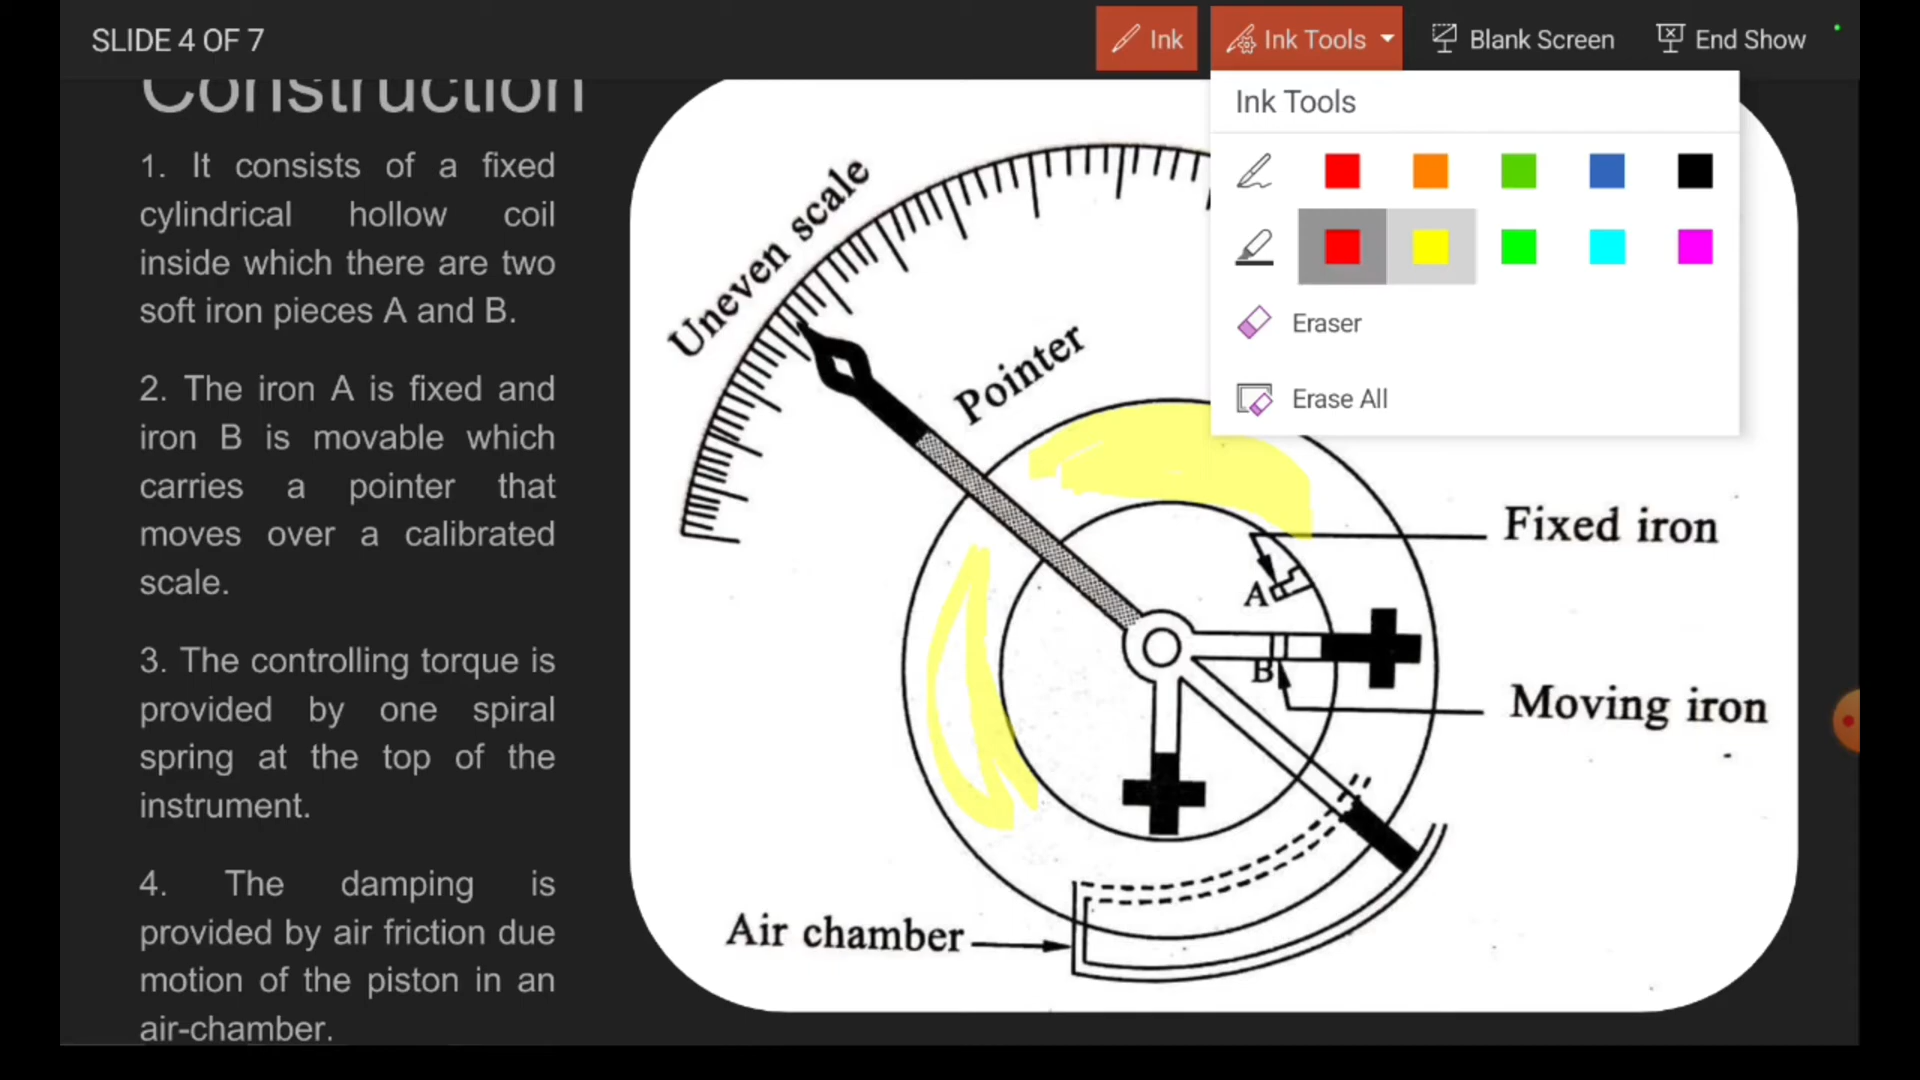 SLIDE 4 OF 7
Ink
Ink Tools
Blank Screen
End Show
Ink Tools
Eraser
Erase All
Construction
1. It consists of a fixed
cylindrical hollow coil
inside which there are two
soft iron pieces A and B.
2. The iron A is fixed and
iron B is movable which
carries a pointer that
moves over a calibrated
scale.
3. The controlling torque is
provided by one spiral
spring at the top of the
instrument.
4. The damping is
provided by air friction due
motion of the piston in an
air-chamber.
Uneven scale
Pointer
Fixed iron
A
B
Moving iron
Air chamber